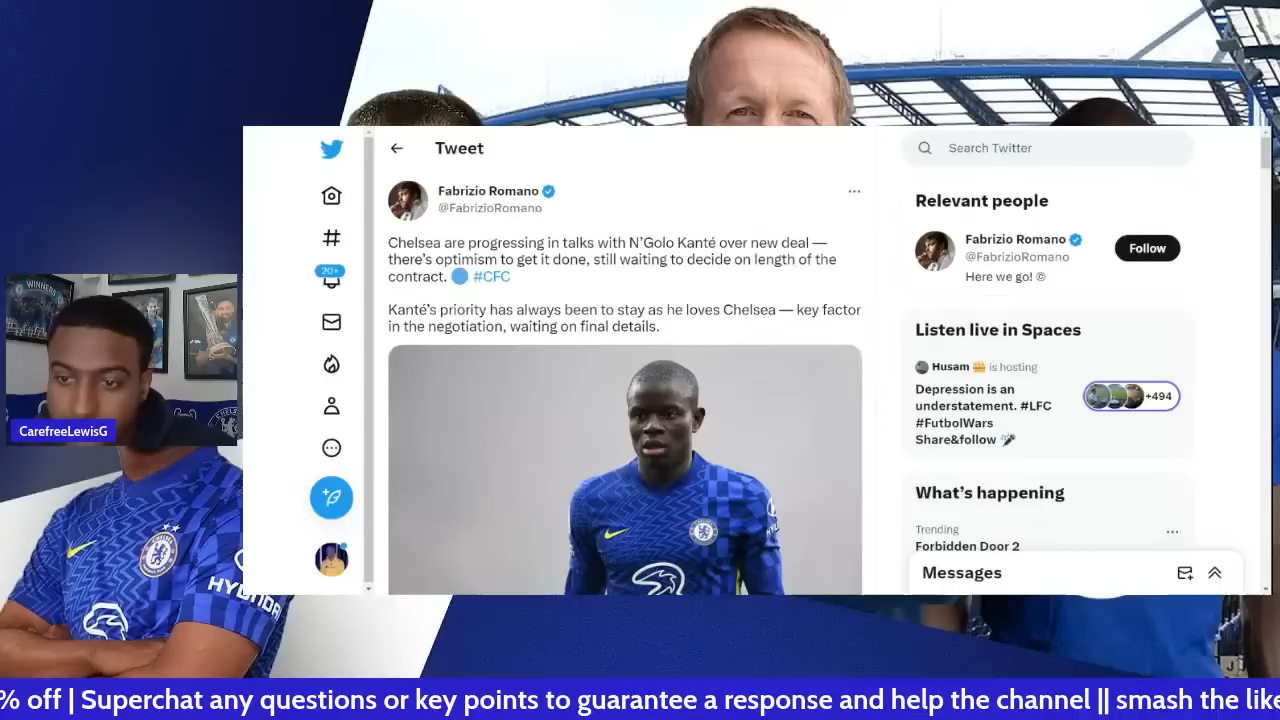 Tweet
Fabrizio Romano
@FabrizioRomano
Chelsea are progressing in talks with N'Golo Kanté over new deal —
there's optimism to get it done, still waiting to decide on length of the
contract. 🔵 #CFC
Kanté's priority has always been to stay as he loves Chelsea — key factor
in the negotiation, waiting on final details.
20+
Search Twitter
Relevant people
Fabrizio Romano
@FabrizioRomano
Here we go! ©
Follow
Listen live in Spaces
Husam 👑 is hosting
Depression is an
understatement. #LFC
#FutbolWars
Share&follow 🎤
+494
What's happening
Trending
Forbidden Door 2
Messages
WINNERS
CarefreeLewisG
HYUNDAI
% off | Superchat any questions or key points to guarantee a response and help the channel || smash the like